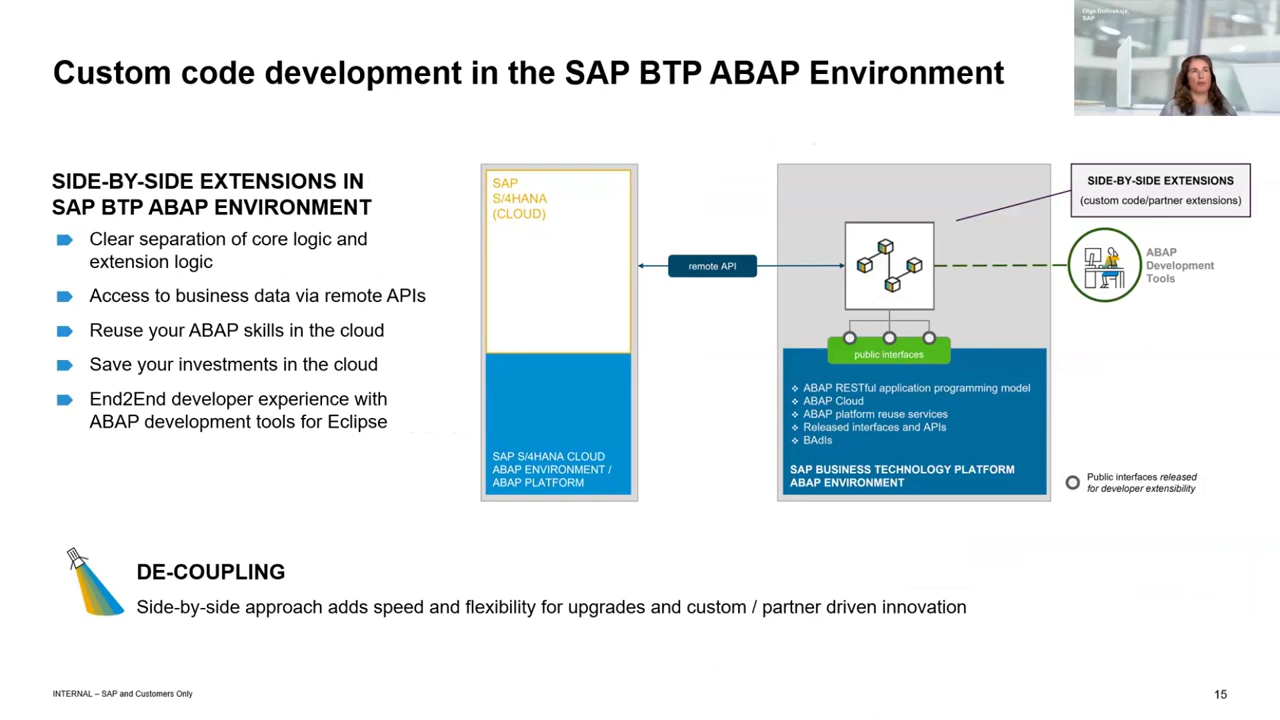 Olga Dolinskaja,
SAP
Custom code development in the SAP BTP ABAP Environment
SIDE-BY-SIDE EXTENSIONS IN
SAP BTP ABAP ENVIRONMENT
Clear separation of core logic and
extension logic
Access to business data via remote APIs
Reuse your ABAP skills in the cloud
Save your investments in the cloud
End2End developer experience with
ABAP development tools for Eclipse
SAP
S/4HANA
(CLOUD)
SAP S/4HANA CLOUD
ABAP ENVIRONMENT /
ABAP PLATFORM
remote API
public interfaces
ABAP RESTful application programming model
ABAP Cloud
ABAP platform reuse services
Released interfaces and APIs
BAdIs
SAP BUSINESS TECHNOLOGY PLATFORM
ABAP ENVIRONMENT
SIDE-BY-SIDE EXTENSIONS
(custom code/partner extensions)
ABAP
Development
Tools
Public interfaces released
for developer extensibility
DE-COUPLING
Side-by-side approach adds speed and flexibility for upgrades and custom / partner driven innovation
INTERNAL – SAP and Customers Only
15